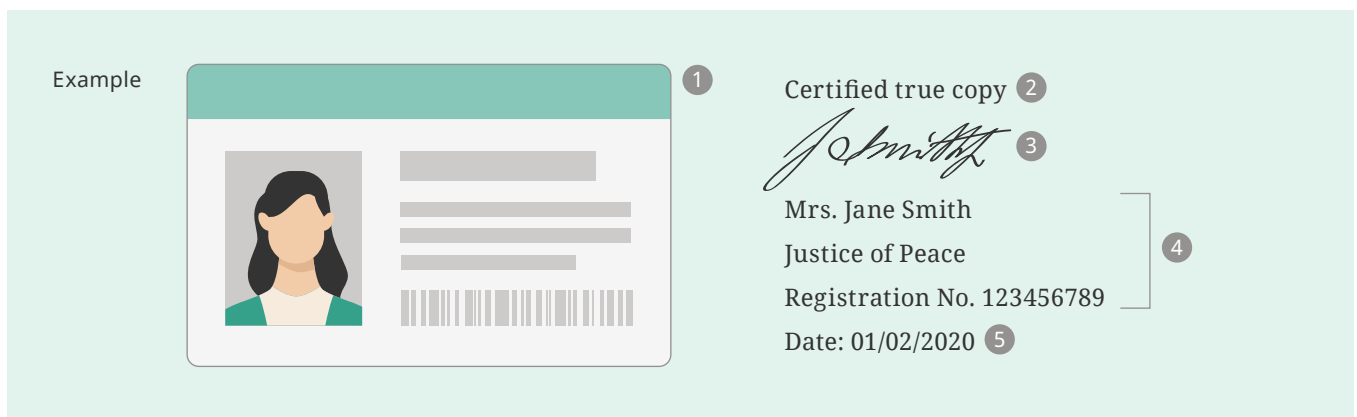 Example
1
Certified true copy 2
J Smith 3
Mrs. Jane Smith
Justice of Peace
4
Registration No. 123456789
Date: 01/02/2020 5